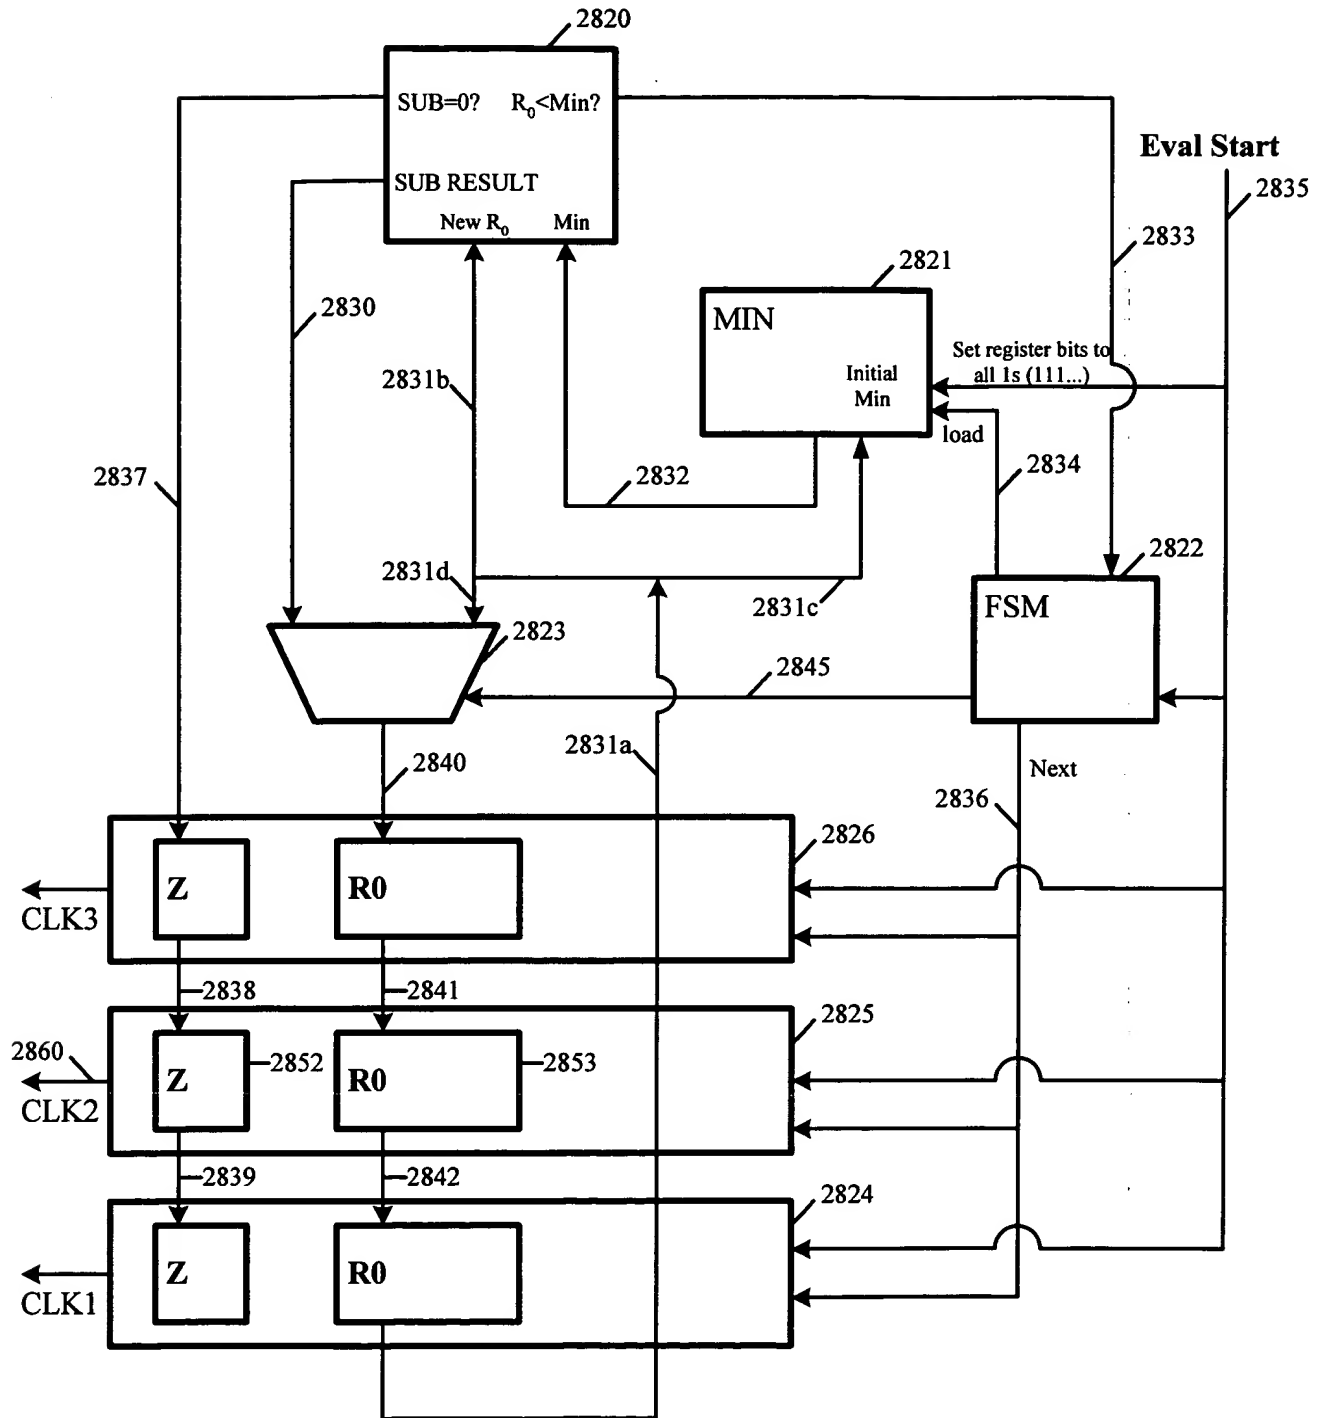 2820
SUB=0? R0<Min?
Eval Start
SUB RESULT
2835
New R0 Min
2833
2821
2830
MIN
Set register bits to
all 1s (111...)
2831b
Initial
Min
load
2837
2832
2834
2822
2831d
2831c
FSM
2823
2845
2831a
2840
Next
2836
2826
Z R0
CLK3
2838 2841
2825
2860
2852 2853
Z R0
CLK2
2839 2842
2824
Z R0
CLK1